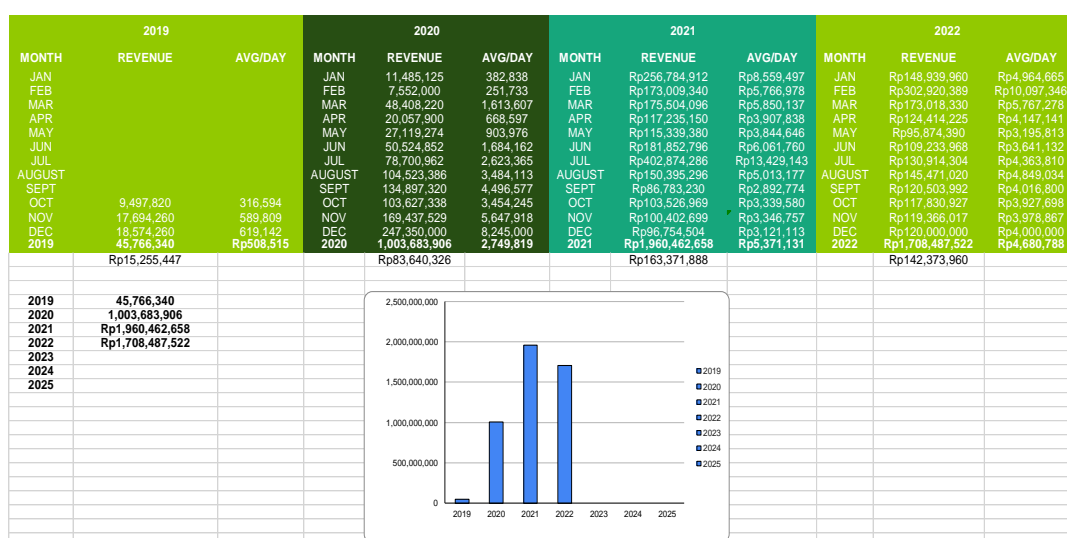 2019 2020 2021 2022
MONTH REVENUE AVG/DAY MONTH REVENUE AVG/DAY MONTH REVENUE AVG/DAY MONTH REVENUE AVG/DAY
JAN JAN 11,485,125 382,838 JAN Rp256,784,912 Rp8,559,497 JAN Rp148,939,960 Rp4,964,665
FEB FEB 7,552,000 251,733 FEB Rp173,009,340 Rp5,766,978 FEB Rp302,920,389 Rp10,097,346
MAR MAR 48,408,220 1,613,607 MAR Rp175,504,096 Rp5,850,137 MAR Rp173,018,330 Rp5,767,278
APR APR 20,057,900 668,597 APR Rp117,235,150 Rp3,907,838 APR Rp124,414,225 Rp4,147,141
MAY MAY 27,119,274 903,976 MAY Rp115,339,380 Rp3,844,646 MAY Rp95,874,390 Rp3,195,813
JUN JUN 50,524,852 1,684,162 JUN Rp181,852,796 Rp6,061,760 JUN Rp109,233,968 Rp3,641,132
JUL JUL 78,700,962 2,623,365 JUL Rp402,874,286 Rp13,429,143 JUL Rp130,914,304 Rp4,363,810
AUGUST AUGUST 104,523,386 3,484,113 AUGUST Rp150,395,296 Rp5,013,177 AUGUST Rp145,471,020 Rp4,849,034
SEPT SEPT 134,897,320 4,496,577 SEPT Rp86,783,230 Rp2,892,774 SEPT Rp120,503,992 Rp4,016,800
OCT 9,497,820 316,594 OCT 103,627,338 3,454,245 OCT Rp103,526,969 Rp3,339,580 OCT Rp117,830,927 Rp3,927,698
NOV 17,694,260 589,809 NOV 169,437,529 5,647,918 NOV Rp100,402,699 Rp3,346,757 NOV Rp119,366,017 Rp3,978,867
DEC 18,574,260 619,142 DEC 247,350,000 8,245,000 DEC Rp96,754,504 Rp3,121,113 DEC Rp120,000,000 Rp4,000,000
2019 45,766,340 Rp508,515 2020 1,003,683,906 2,749,819 2021 Rp1,960,462,658 Rp5,371,131 2022 Rp1,708,487,522 Rp4,680,788
Rp15,255,447 Rp83,640,326 Rp163,371,888 Rp142,373,960
2019 45,766,340
2020 1,003,683,906
2021 Rp1,960,462,658
2022 Rp1,708,487,522
2023
2024
2025
2,500,000,000
2,000,000,000
1,500,000,000
1,000,000,000
500,000,000
0
2019 2020 2021 2022 2023 2024 2025
2019
2020
2021
2022
2023
2024
2025